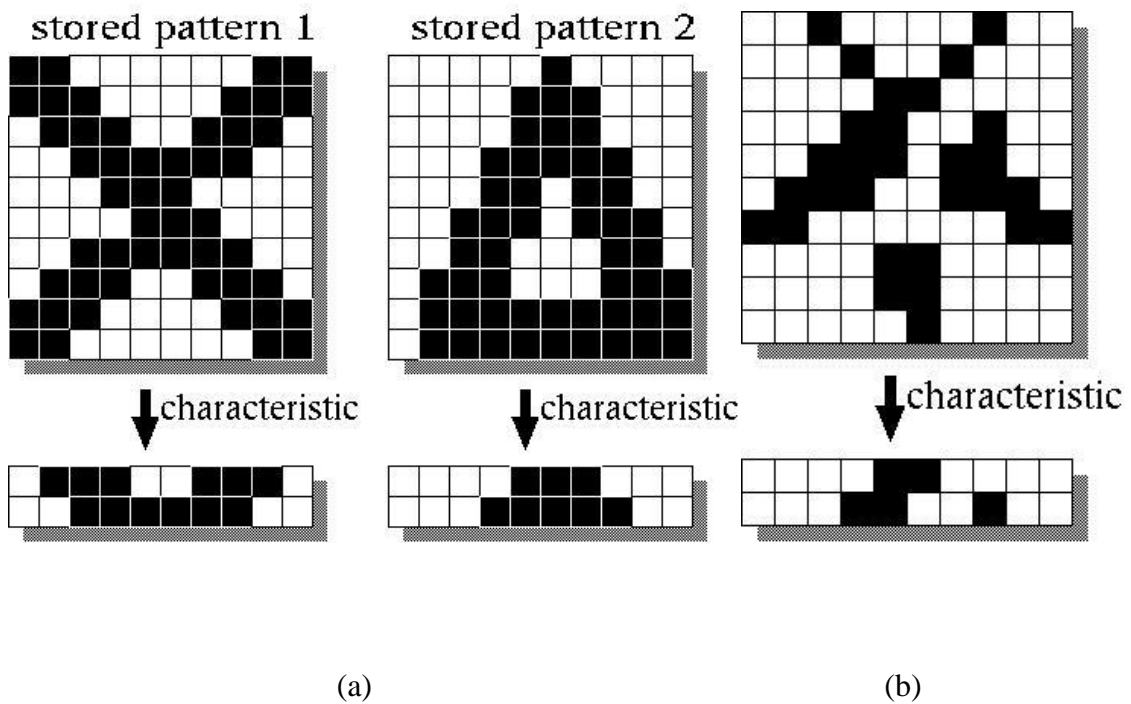 stored pattern 1
stored pattern 2
characteristic
characteristic
characteristic
(a)
(b)